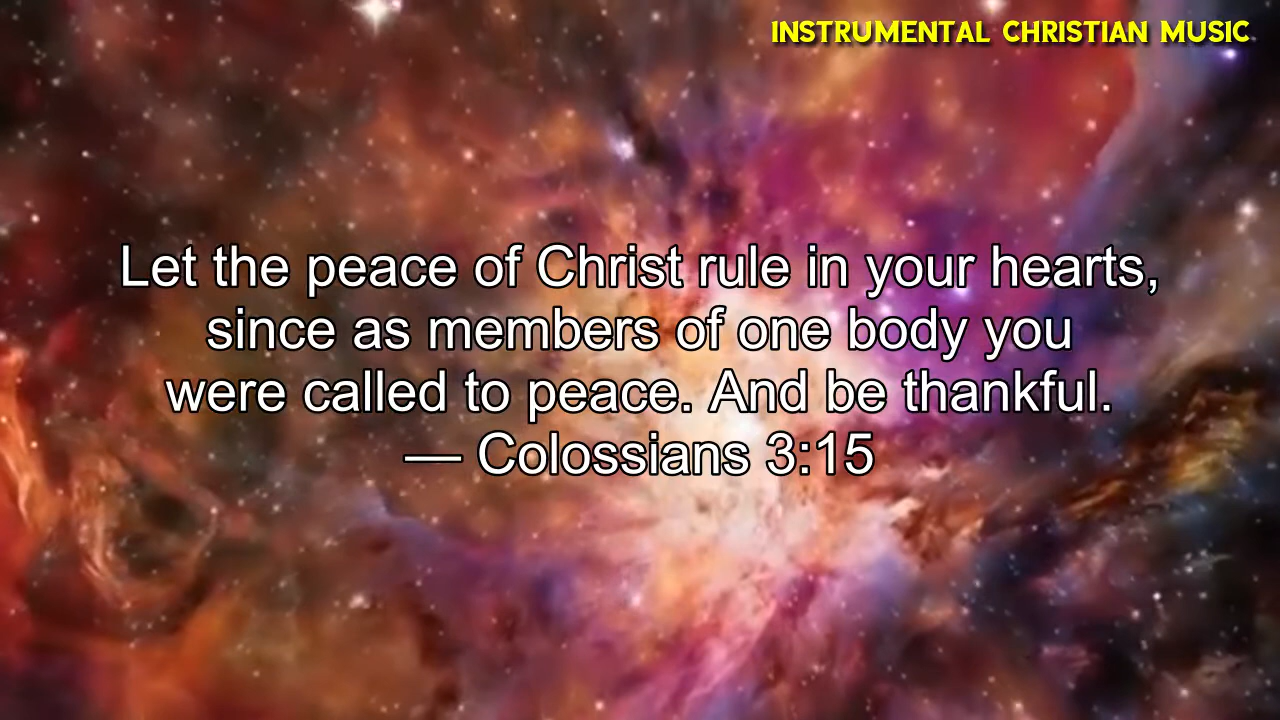 INSTRUMENTAL CHRISTIAN MUSIC
Let the peace of Christ rule in your hearts,
since as members of one body you
were called to peace. And be thankful.
— Colossians 3:15